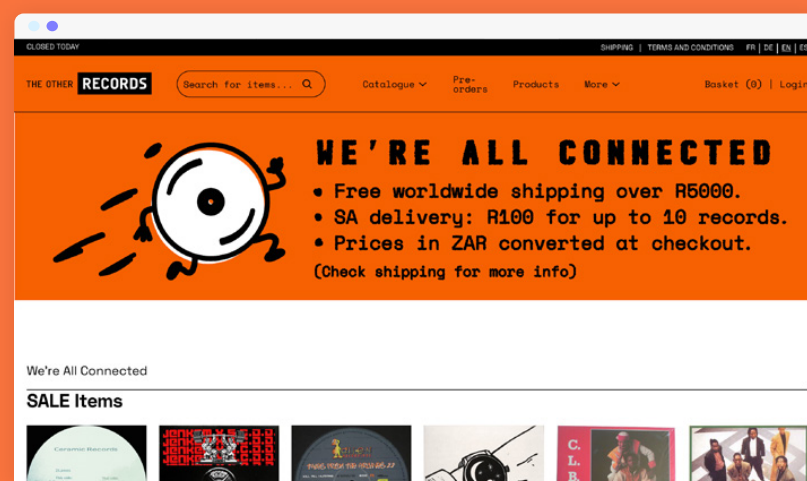 CLOSED TODAY
SHIPPING | TERMS AND CONDITIONS FR | DE | EN | ES
THE OTHER RECORDS
Search for items...
Catalogue
Pre-
orders
Products
More
Basket (0) | Login
WE'RE ALL CONNECTED
• Free worldwide shipping over R5000.
• SA delivery: R100 for up to 10 records.
• Prices in ZAR converted at checkout.
(Check shipping for more info)
We're All Connected
SALE Items
Ceramic Records
C.
L.